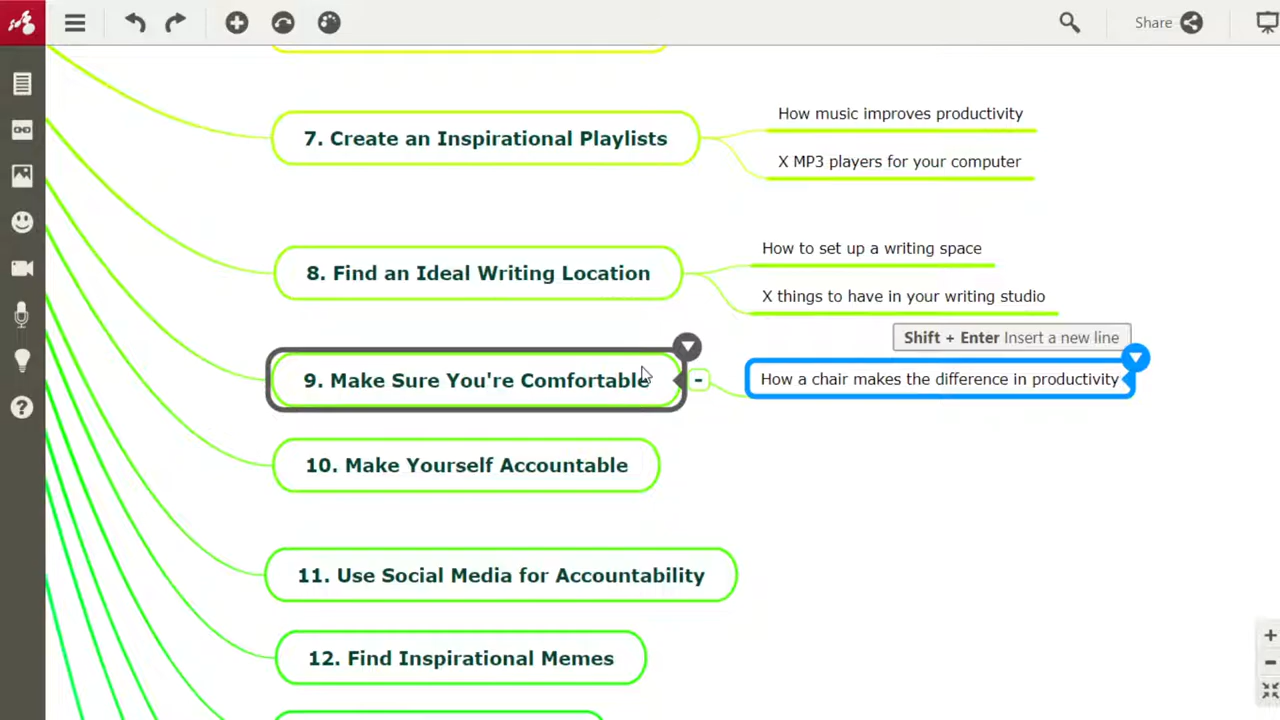 Share
7. Create an Inspirational Playlists
How music improves productivity
X MP3 players for your computer
8. Find an Ideal Writing Location
How to set up a writing space
X things to have in your writing studio
Shift + Enter Insert a new line
9. Make Sure You're Comfortable
How a chair makes the difference in productivity
10. Make Yourself Accountable
11. Use Social Media for Accountability
12. Find Inspirational Memes